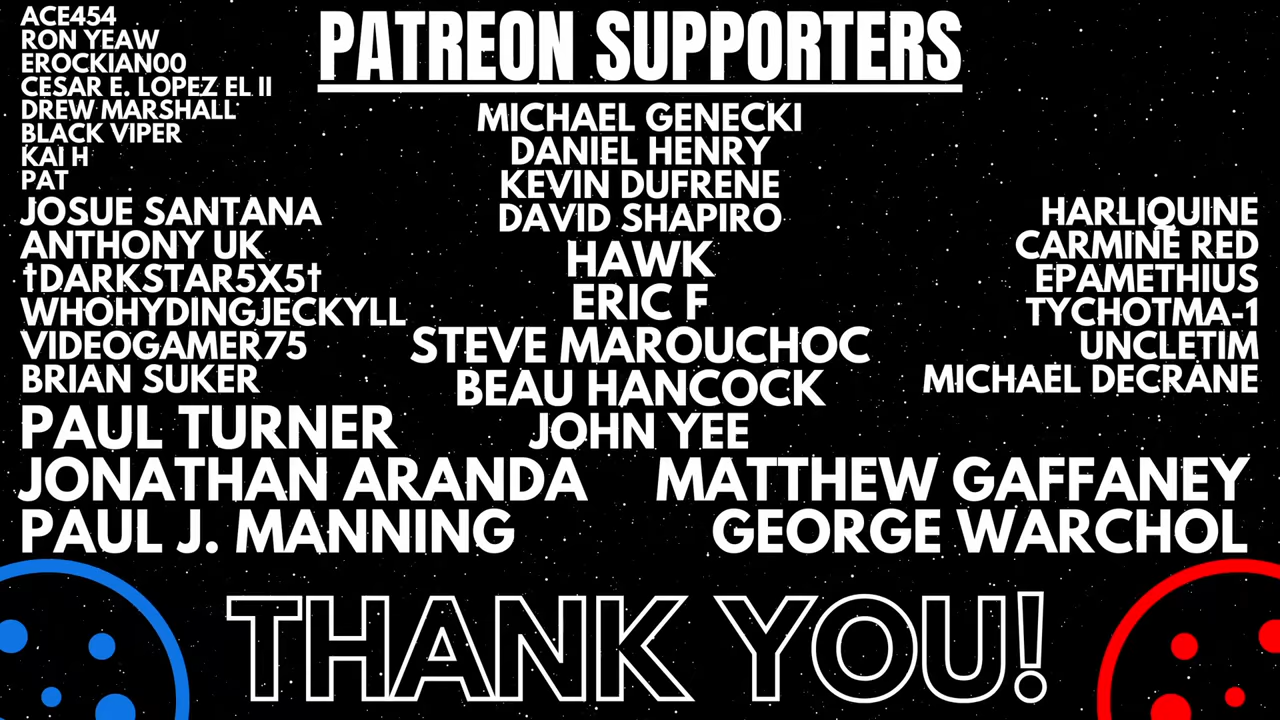 PATREON SUPPORTERS
ACE454
RON YEAW
EROCKIAN00
CESAR E. LOPEZ EL II
DREW MARSHALL
BLACK VIPER
KAI H
PAT
JOSUE SANTANA
ANTHONY UK
†DARKSTAR5X5†
WHOHYDINGJECKYLL
VIDEOGAMER75
BRIAN SUKER
PAUL TURNER
JONATHAN ARANDA
PAUL J. MANNING
MICHAEL GENECKI
DANIEL HENRY
KEVIN DUFRENE
DAVID SHAPIRO
HAWK
ERIC F
STEVE MAROUCHOC
BEAU HANCOCK
JOHN YEE
HARLIQUINE
CARMINE RED
EPAMETHIUS
TYCHOTMA-1
UNCLETIM
MICHAEL DECRANE
MATTHEW GAFFANEY
GEORGE WARCHOL
THANK YOU!